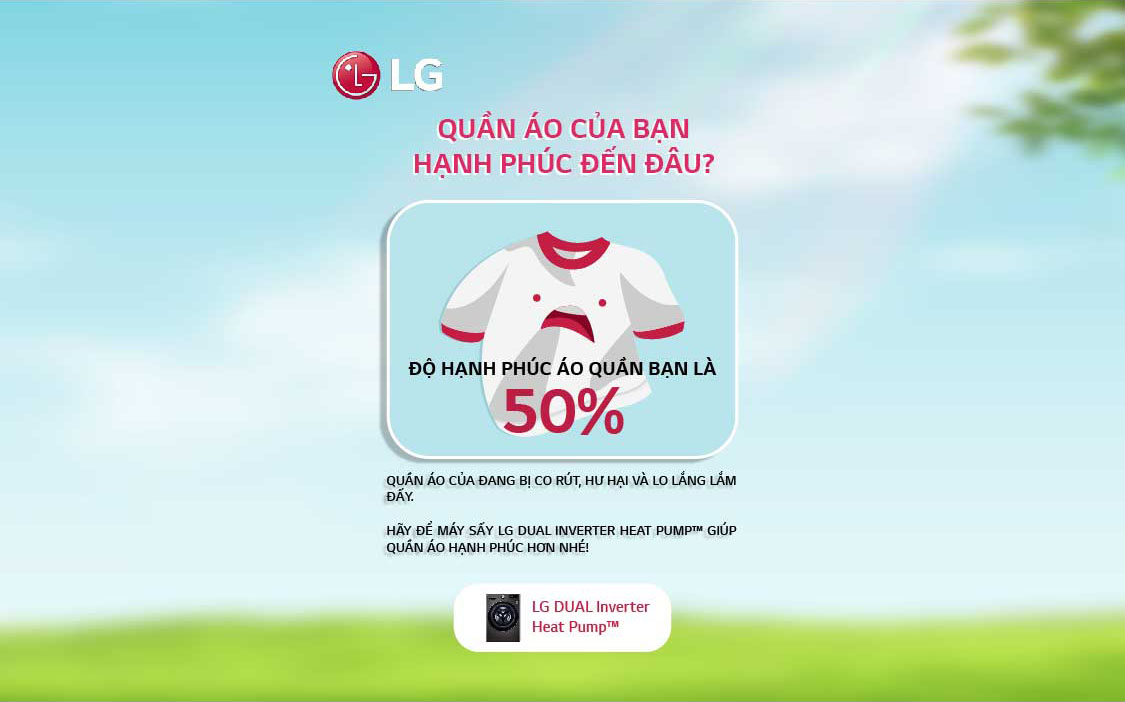 LG
QUẦN ÁO CỦA BẠN
HẠNH PHÚC ĐẾN ĐÂU?
ĐỘ HẠNH PHÚC ÁO QUẦN BẠN LÀ
50%
QUẦN ÁO CỦA ĐANG BỊ CO RÚT, HƯ HẠI VÀ LO LẮNG LẮM
ĐẤY.
HÃY ĐỂ MÁY SẤY LG DUAL INVERTER HEAT PUMP™ GIÚP
QUẦN ÁO HẠNH PHÚC HƠN NHÉ!
LG DUAL Inverter
Heat Pump™